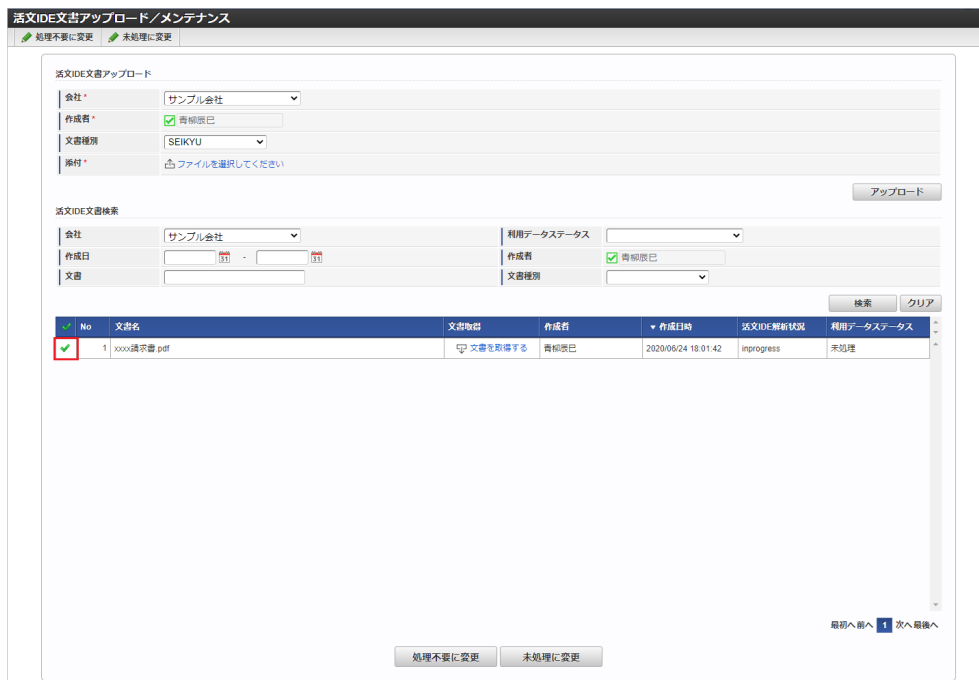 活文IDE文書アップロード／メンテナンス
処理不要に変更 未処理に変更
活文IDE文書アップロード
会社* サンプル会社
作成者* 青柳辰巳
文書種別 SEIKYU
添付* ファイルを選択してください
アップロード
活文IDE文書検索
会社 サンプル会社 利用データステータス
作成日 31 - 31 作成者 青柳辰巳
文書 文書種別
検索 クリア
No 文書名 文書取得 作成者 ▼ 作成日時 活文IDE解析状況 利用データステータス
1 xxxx請求書.pdf 文書を取得する 青柳辰巳 2020/06/24 18:01:42 inprogress 未処理
最初へ 前へ 1 次へ 最後へ
処理不要に変更 未処理に変更